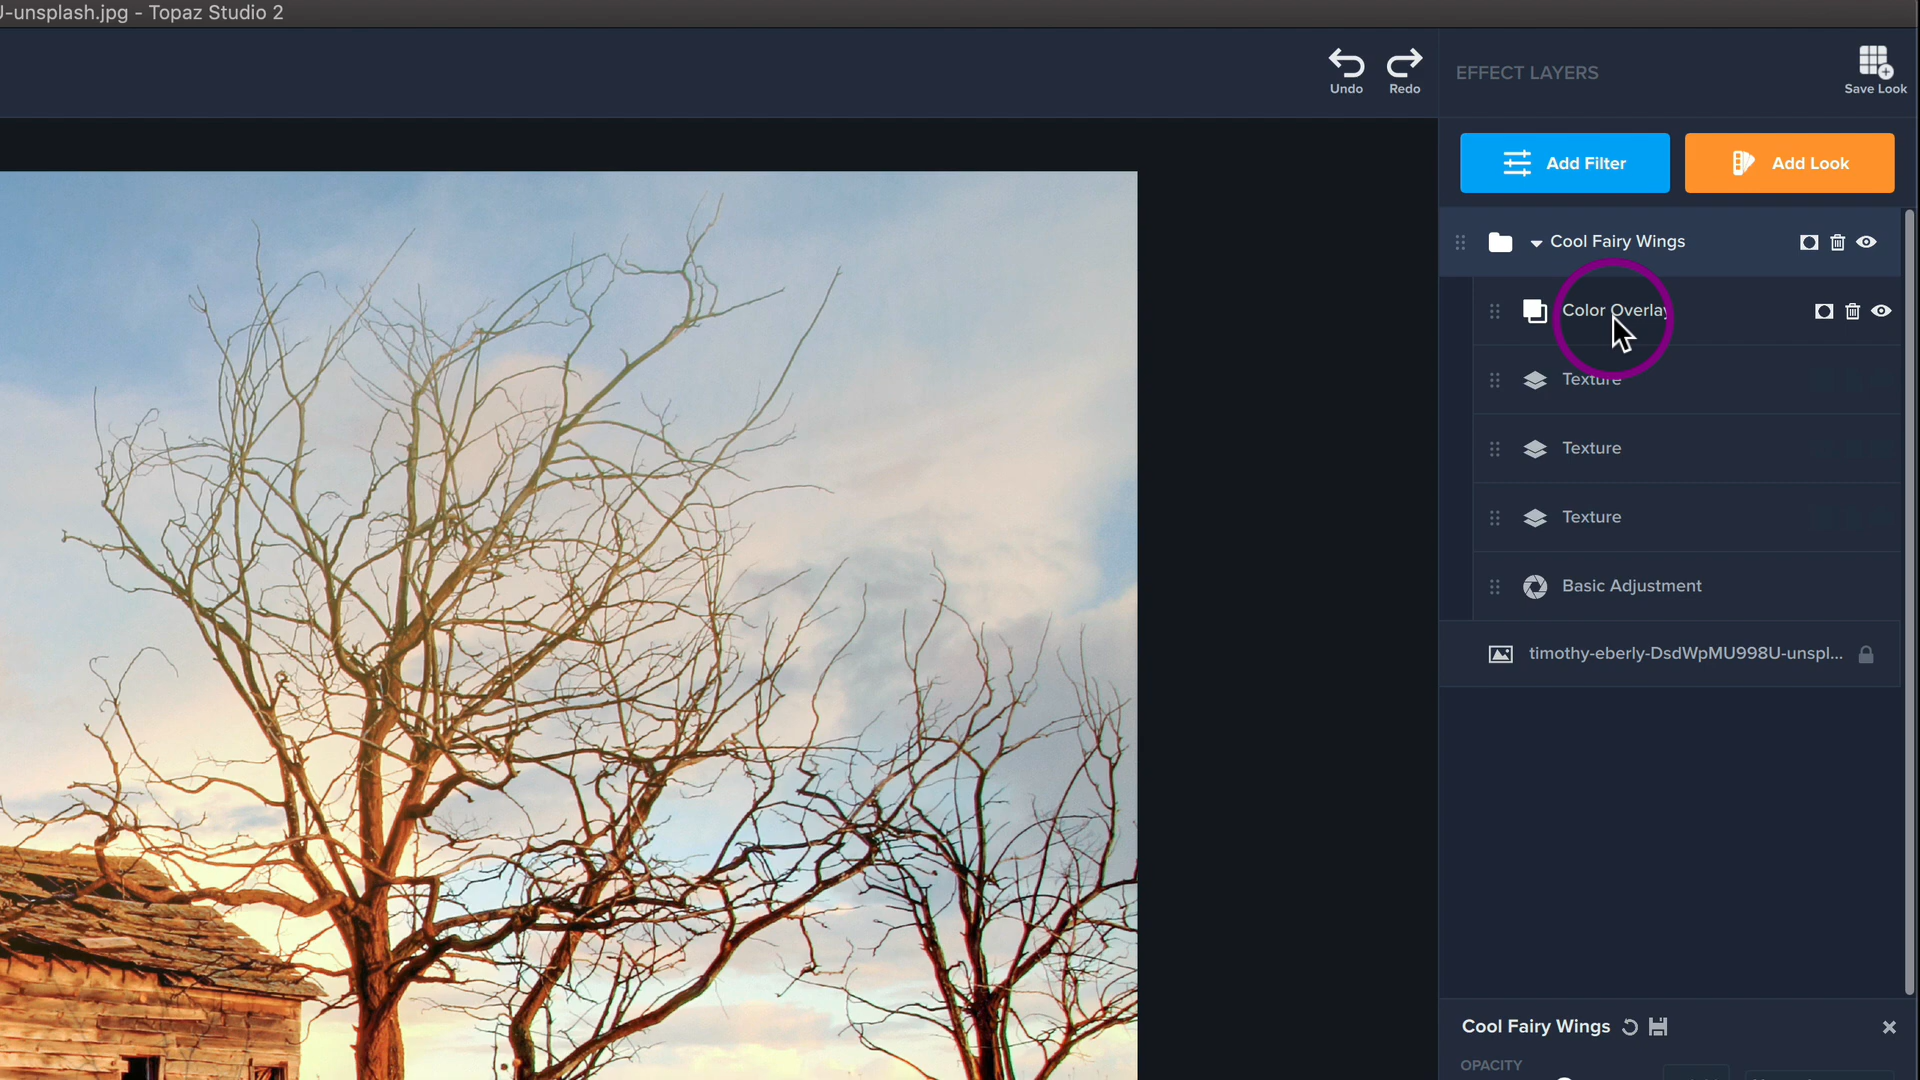 J-unsplash.jpg - Topaz Studio 2
Undo
Redo
EFFECT LAYERS
Save Look
Add Filter
Add Look
Cool Fairy Wings
Color Overlay
Texture
Texture
Texture
Basic Adjustment
timothy-eberly-DsdWpMU998U-unspl...
Cool Fairy Wings
OPACITY